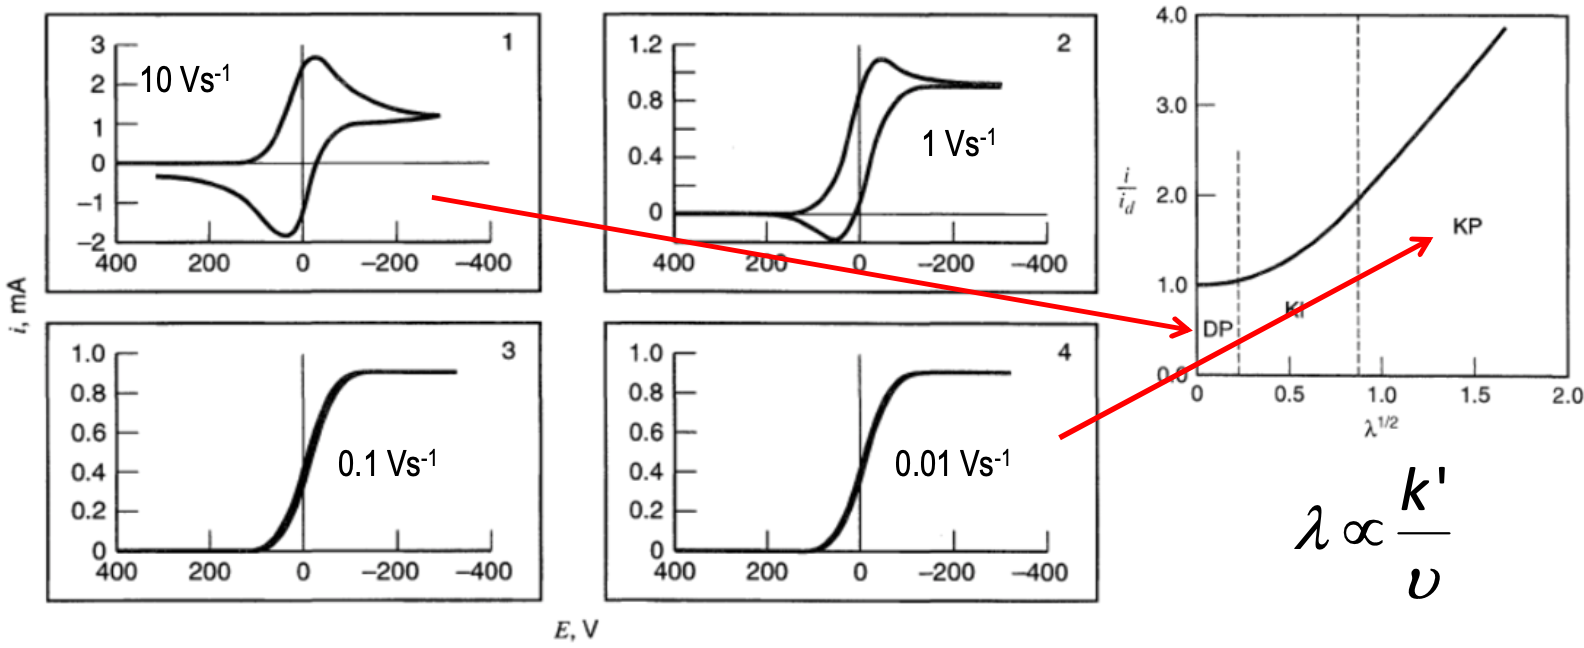 1
10 Vs-1
3
2
1
0
−1
−2
400 200 0 −200 −400
2
1 Vs-1
1.2
0.8
0.4
0
400 200 0 −200 −400
3
0.1 Vs-1
1.0
0.8
0.6
0.4
0.2
0
400 200 0 −200 −400
4
0.01 Vs-1
1.0
0.8
0.6
0.4
0.2
0
400 200 0 −200 −400
i, mA
E, V
4.0
3.0
2.0
1.0
0.0
i
id
DP
KI
KP
0 0.5 1.0 1.5 2.0
λ1/2
λ ∝ k'
υ